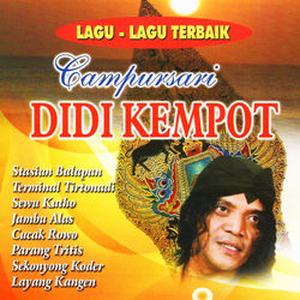 LAGU - LAGU TERBAIK
Campursari
DIDI KEMPOT
Stasiun Balapan
Terminal Tirtonadi
Sewu Kutho
Jambu Alas
Cucak Rowo
Parang Tritis
Sekonyong Koder
Layang Kangen